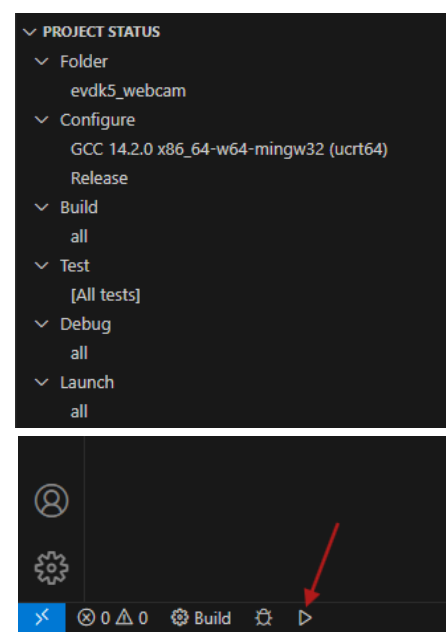 PROJECT STATUS
Folder
evdk5_webcam
Configure
GCC 14.2.0 x86_64-w64-mingw32 (ucrt64)
Release
Build
all
Test
[All tests]
Debug
all
Launch
all
0 0 Build